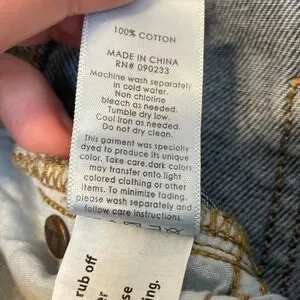 100% COTTON
MADE IN CHINA
RN# 090233
Machine wash separately
in cold water.
Non chlorine
bleach as needed.
Tumble dry low.
Cool iron as needed.
Do not dry clean.
This garment was specially
dyed to produce its unique
color. Take care.dark colors
may transfer onto light
colored clothing or other
items. To minimize fading,
please wash separately and
follow care instructions
rub off